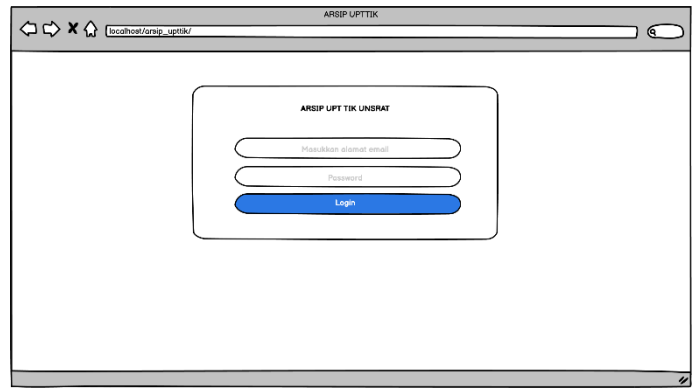 ARSIP UPTTIK
localhost/arsip_upttik/
ARSIP UPT TIK UNSRAT
Masukkan alamat email
Password
Login